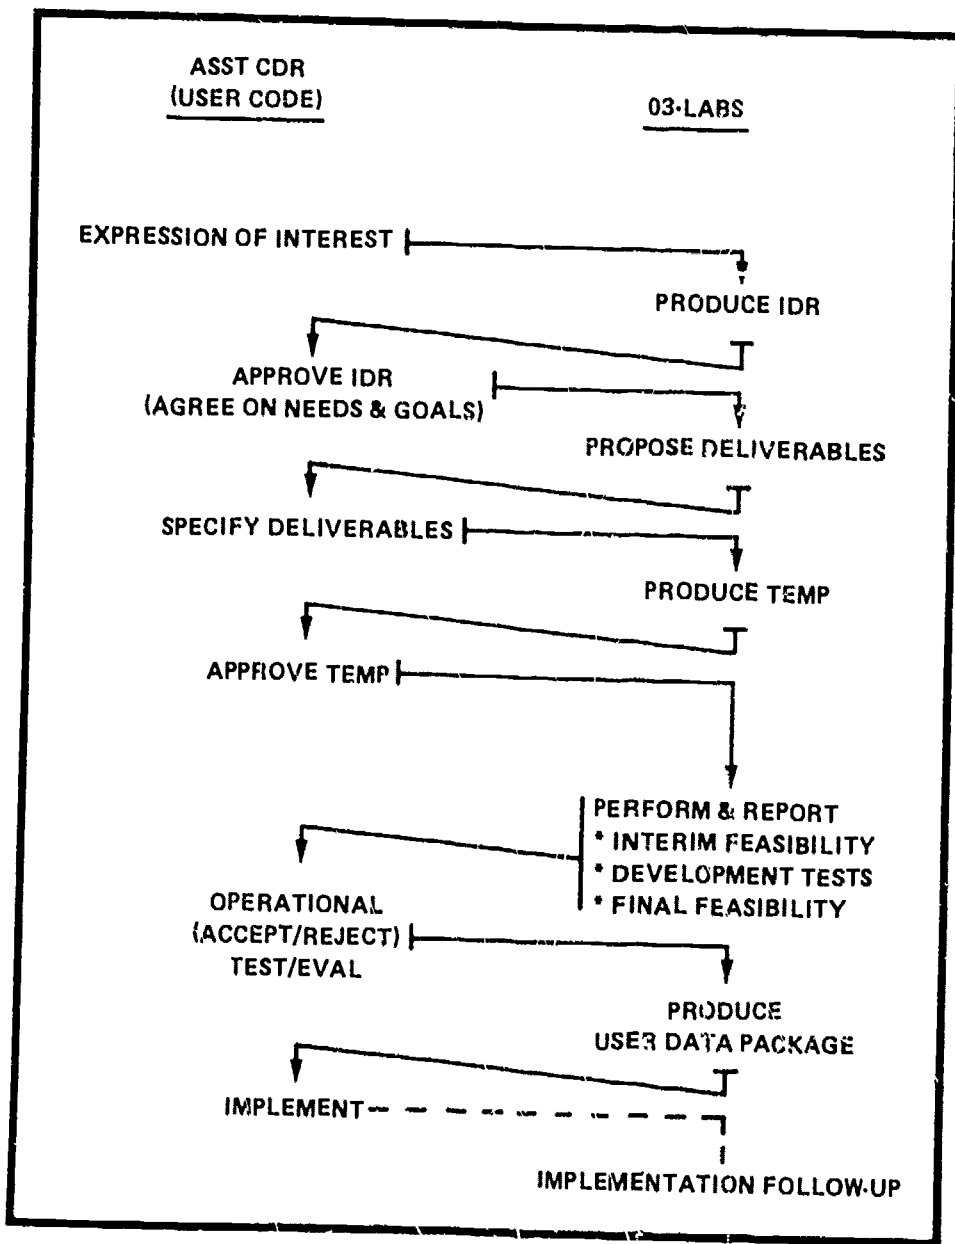 ASST CDR
(USER CODE)
03-LABS
EXPRESSION OF INTEREST
PRODUCE IDR
APPROVE IDR
(AGREE ON NEEDS & GOALS)
PROPOSE DELIVERABLES
SPECIFY DELIVERABLES
PRODUCE TEMP
APPROVE TEMP
PERFORM & REPORT
* INTERIM FEASIBILITY
* DEVELOPMENT TESTS
* FINAL FEASIBILITY
OPERATIONAL
(ACCEPT/REJECT)
TEST/EVAL
PRODUCE
USER DATA PACKAGE
IMPLEMENT
IMPLEMENTATION FOLLOW-UP